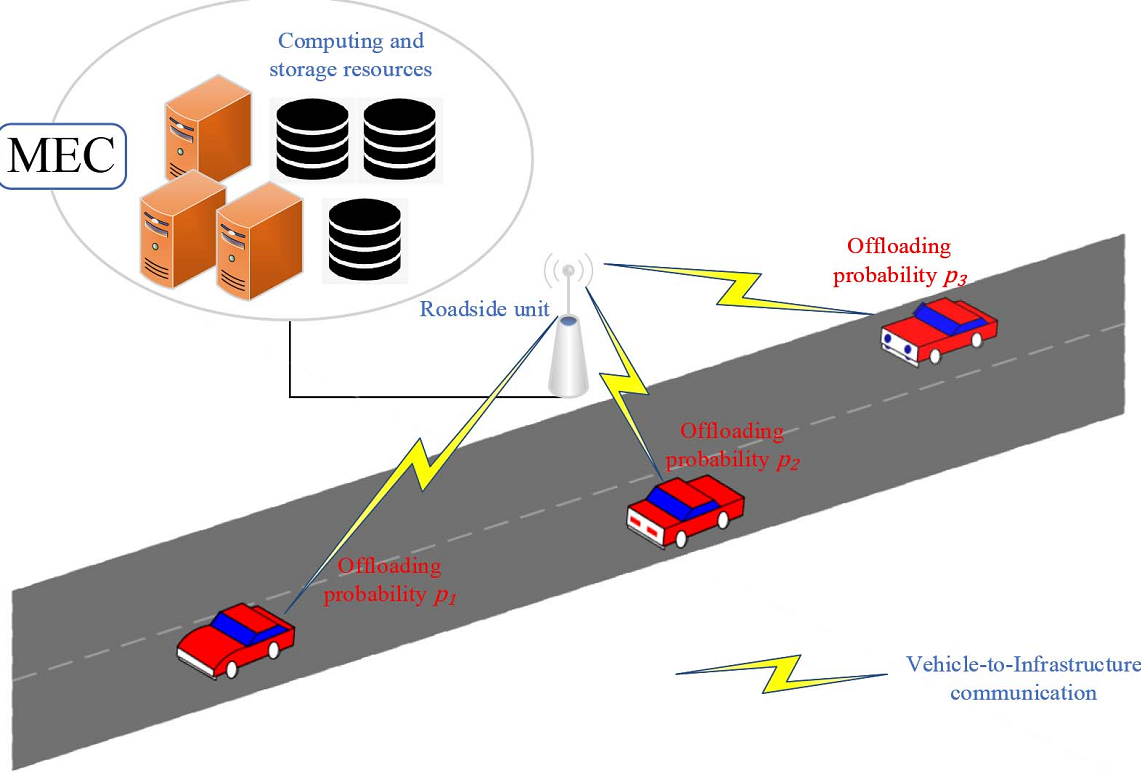 Computing and
storage resources
MEC
Roadside unit
Offloading
probability p3
Offloading
probability p2
Offloading
probability p1
Vehicle-to-Infrastructure
communication